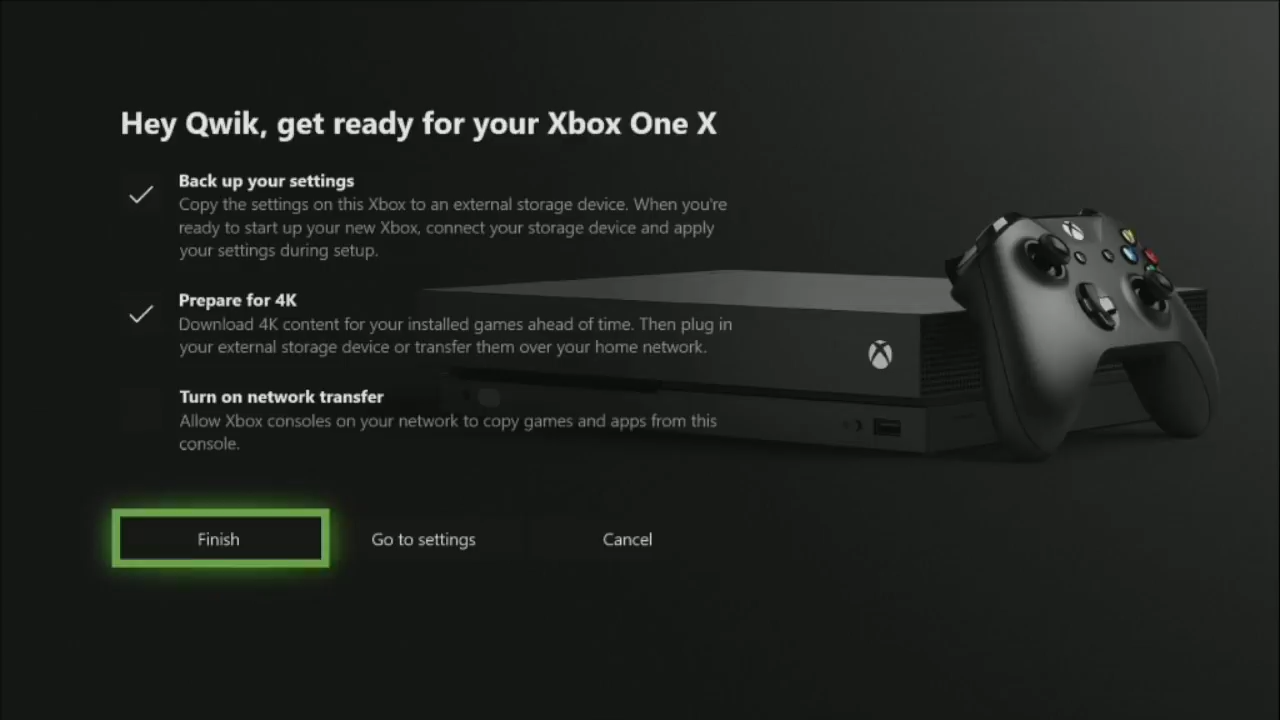 Hey Qwik, get ready for your Xbox One X
Back up your settings
Copy the settings on this Xbox to an external storage device. When you're
ready to start up your new Xbox, connect your storage device and apply
your settings during setup.
Prepare for 4K
Download 4K content for your installed games ahead of time. Then plug in
your external storage device or transfer them over your home network.
Turn on network transfer
Allow Xbox consoles on your network to copy games and apps from this
console.
Finish
Go to settings
Cancel